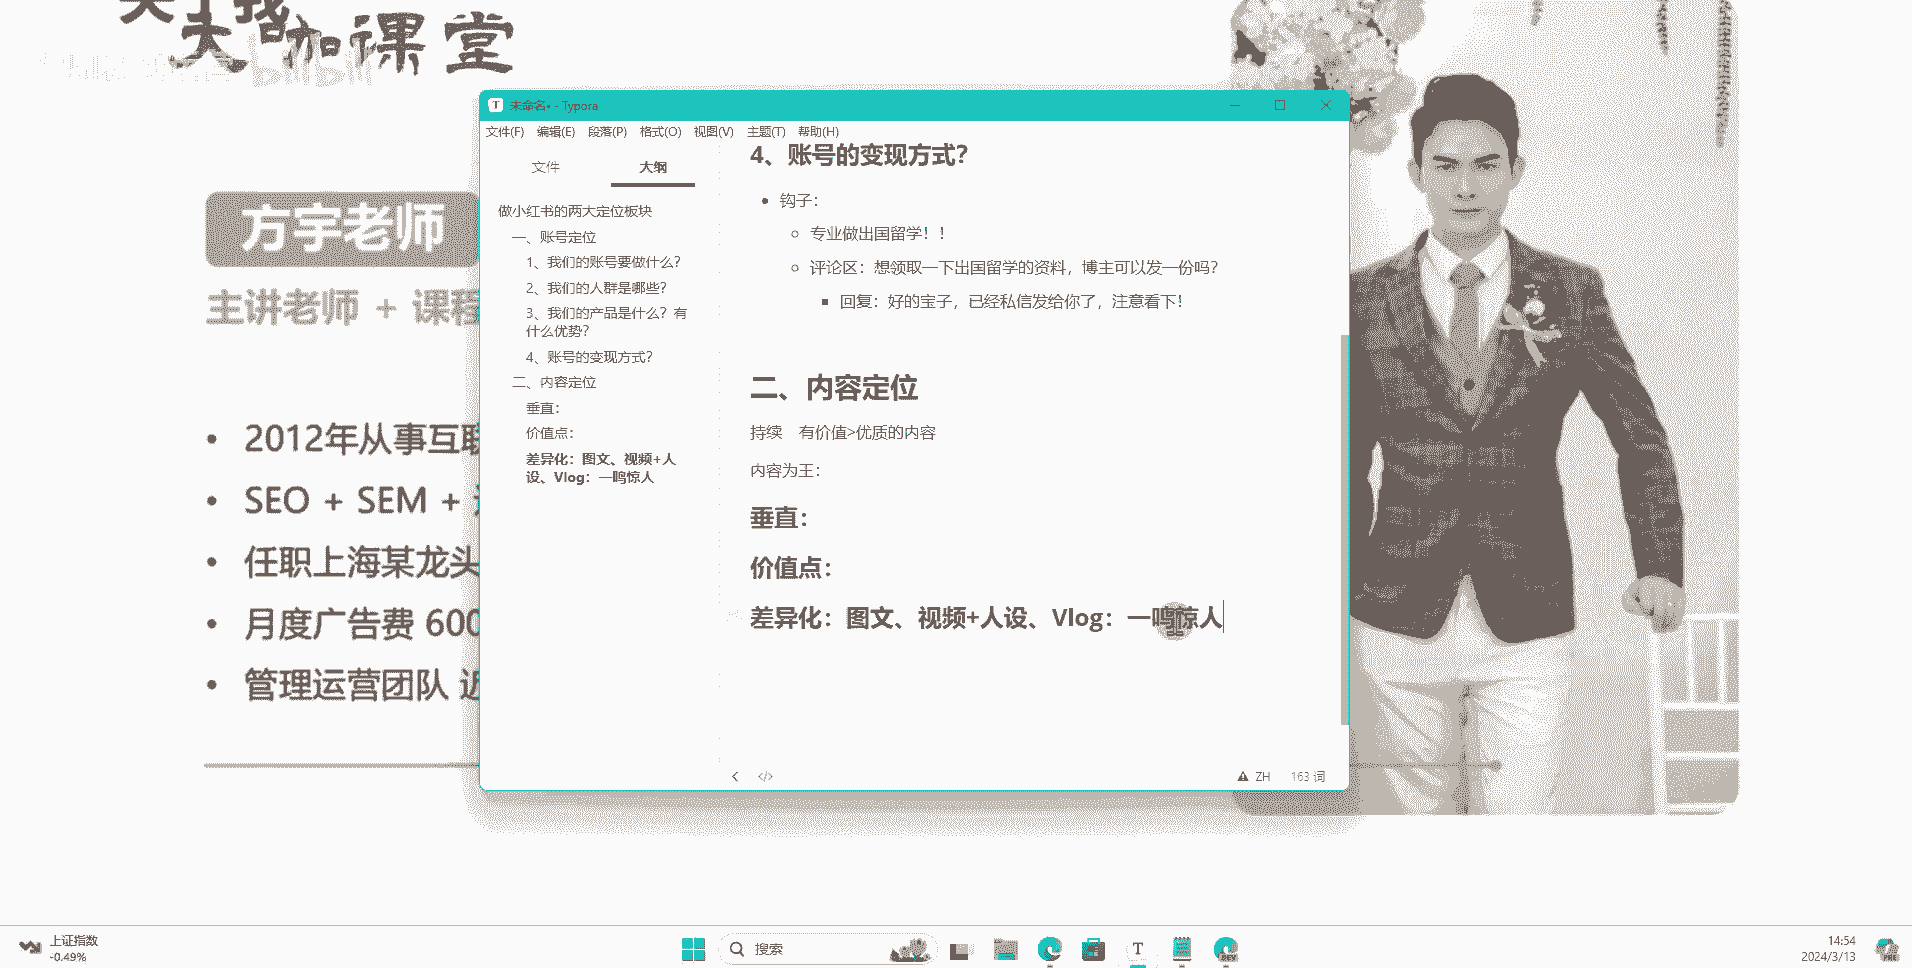 大咖课堂
bilibili
未命名• - Typora
文件(F) 编辑(E) 段落(P) 格式(O) 视图(V) 主题(T) 帮助(H)
文件 大纲
做小红书的两大定位板块
一、账号定位
1、我们的账号要做什么？
2、我们的人群是哪些？
3、我们的产品是什么？有
什么优势？
4、账号的变现方式？
二、内容定位
垂直：
价值点：
差异化：图文、视频+人
设、Vlog：一鸣惊人
4、账号的变现方式？
钩子：
专业做出国留学！！
评论区：想领取一下出国留学的资料，博主可以发一份吗？
回复：好的宝子，已经私信发给你了，注意看下！
二、内容定位
持续 有价值>优质的内容
内容为王：
垂直：
价值点：
差异化：图文、视频+人设、Vlog：一鸣惊人
</> ZH 163 词
方宇老师
主讲老师 + 课程
2012年从事互联
SEO + SEM +
任职上海某龙头
月度广告费 600
管理运营团队 近
上证指数
-0.49%
搜索
14:54
2024/3/13